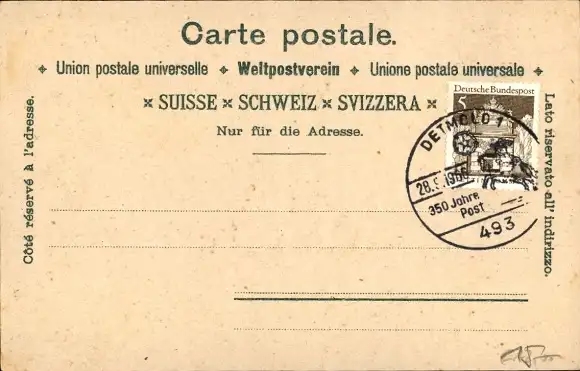 Carte postale.
✦ Union postale universelle ✦ Weltpostverein ✦ Unione postale universale ✦
× SUISSE × SCHWEIZ × SVIZZERA ×
Nur für die Adresse.
Côté réservé à l'adresse.
Lato riservato all' indirizzo.
Deutsche Bundespost
5
DETMOLD 1
350 Jahre
Post
493